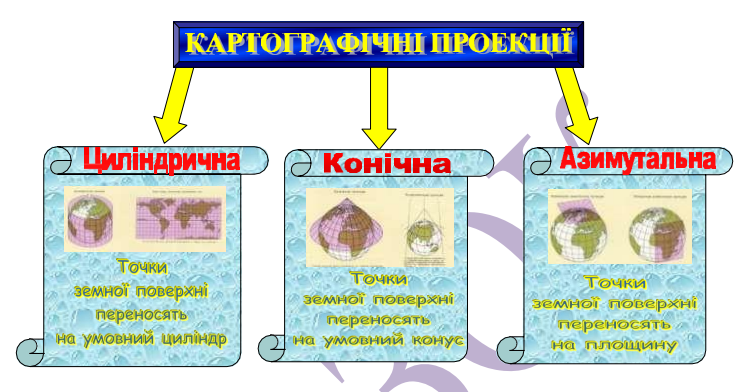 КАРТОГРАФІЧНІ ПРОЕКЦІЇ
Циліндрична
Точки
земної поверхні
переносять
на умовний циліндр
Конічна
Точки
земної поверхні
переносять
на умовний конус
Азимутальна
Точки
земної поверхні
переносять
на площину